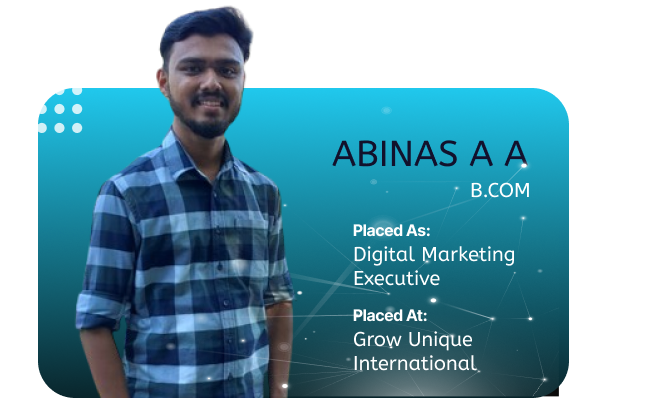 ABINAS A A
B.COM
Placed As:
Digital Marketing
Executive
Placed At:
Grow Unique
International